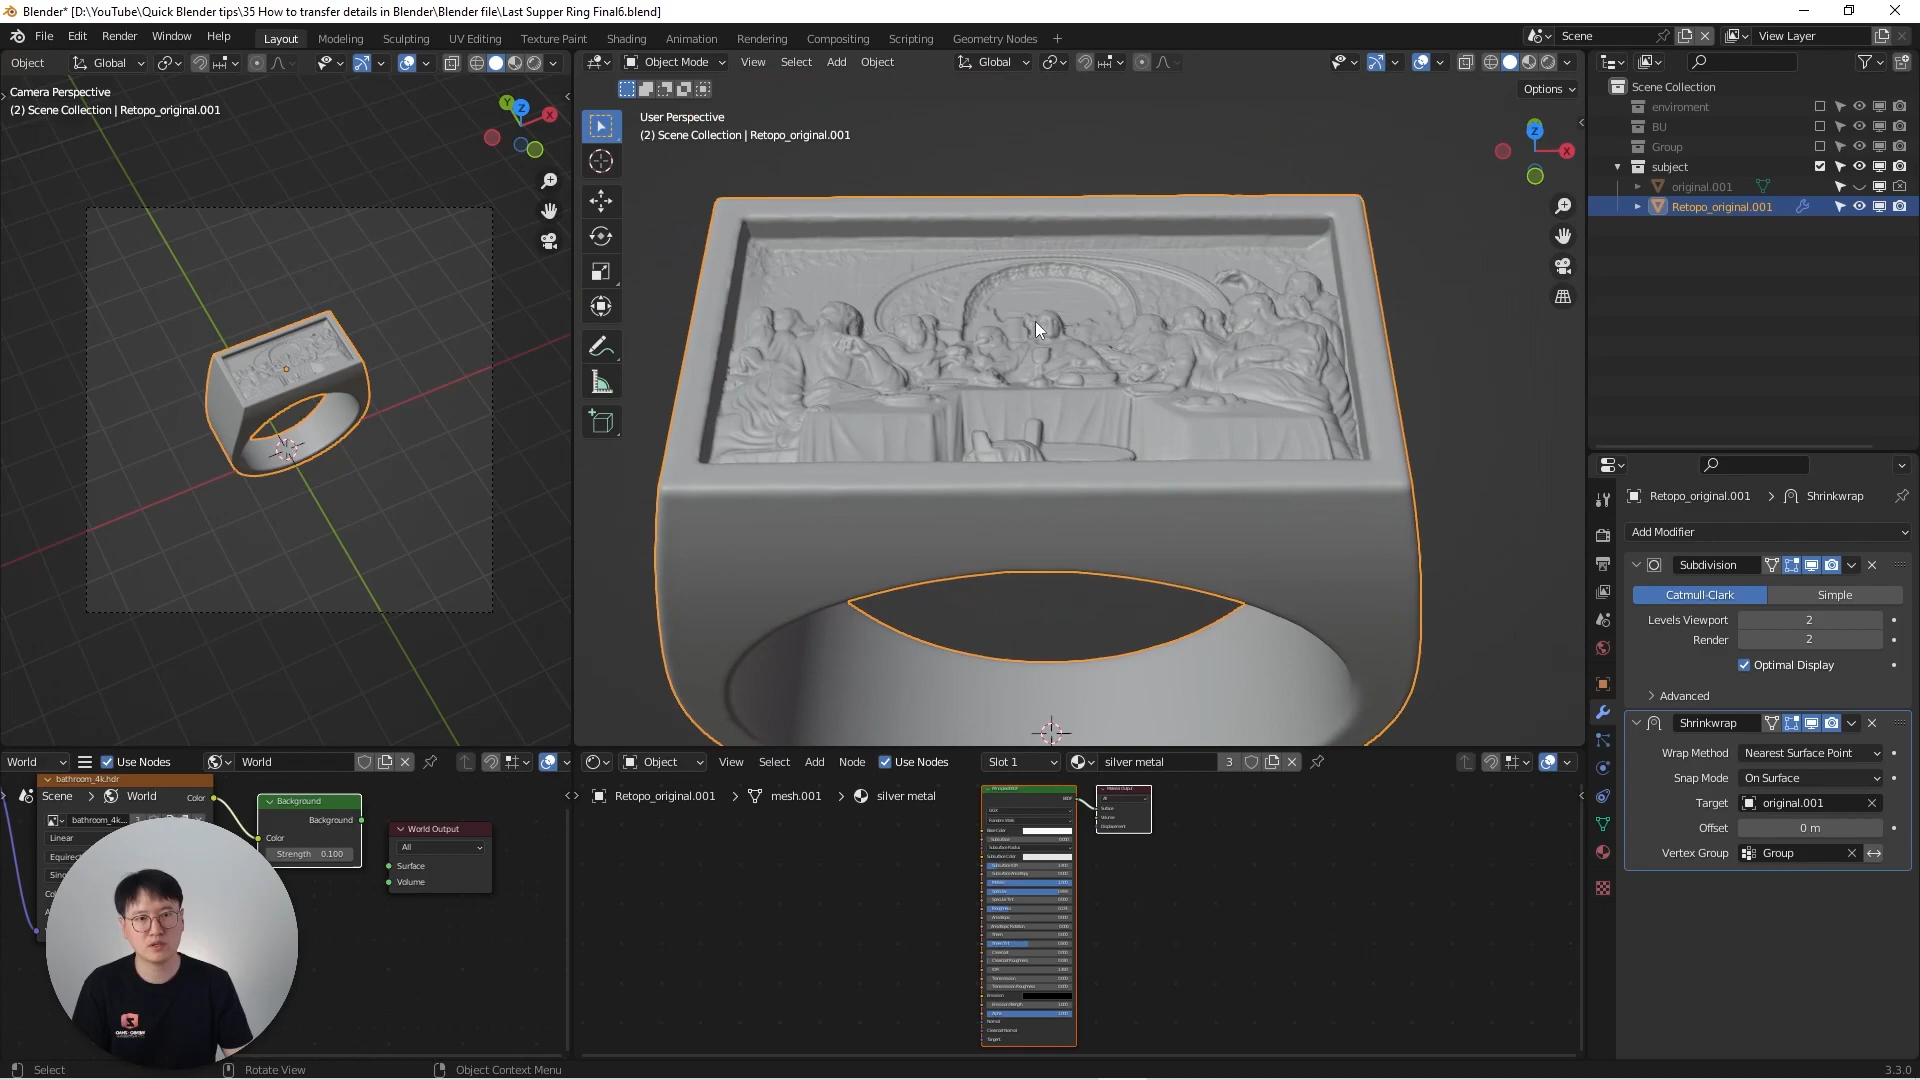 Blender* [D:\YouTube\Quick Blender tips\35 How to transfer details in Blender\Blender file\Last Supper Ring Final6.blend]
File Edit Render Window Help
Layout Modeling Sculpting UV Editing Texture Paint Shading Animation Rendering Compositing Scripting Geometry Nodes +
Scene
View Layer
Object
Global
Object Mode View Select Add Object
Global
Options
Camera Perspective
(2) Scene Collection | Retopo_original.001
User Perspective
(2) Scene Collection | Retopo_original.001
Y
Z
X
Z
X
Scene Collection
enviroment
BU
Group
subject
original.001
Retopo_original.001
Retopo_original.001 > Shrinkwrap
Add Modifier
Subdivision
Catmull-Clark Simple
Levels Viewport 2
Render 2
Optimal Display
Advanced
Shrinkwrap
Wrap Method Nearest Surface Point
Snap Mode On Surface
Target original.001
Offset 0 m
Vertex Group Group
World
Use Nodes
World
bathroom_4k.hdr
Scene > World
Color
bathroom_4k...
Linear
Background
Background
Color
Strength 0.100
World Output
All
Surface
Volume
Object View Select Add Node Use Nodes Slot 1 silver metal 3
Retopo_original.001 > mesh.001 > silver metal
Select Rotate View Object Context Menu
3.3.0